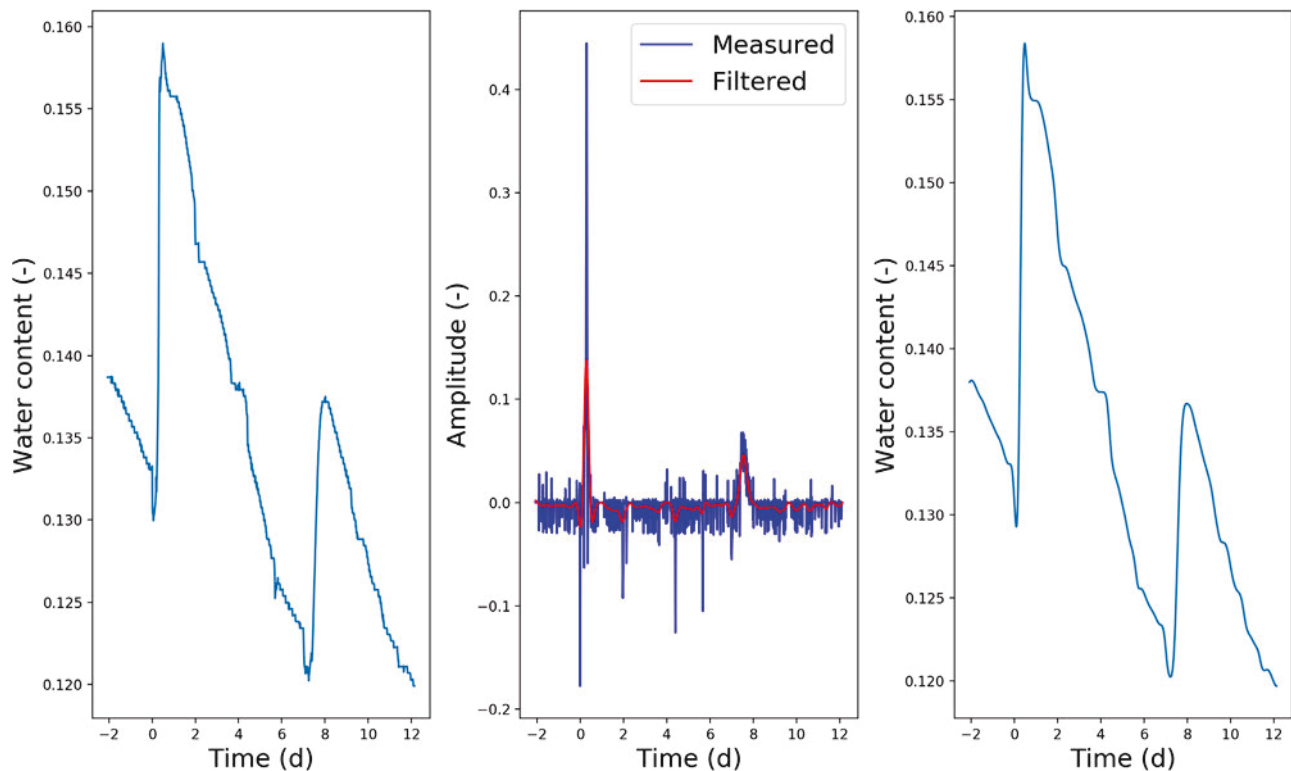 0.160
0.155
0.150
0.145
0.140
0.135
0.130
0.125
0.120
Water content (-)
−2 0 2 4 6 8 10 12
Time (d)
Measured
Filtered
0.4
0.3
0.2
0.1
0.0
−0.1
−0.2
Amplitude (-)
−2 0 2 4 6 8 10 12
Time (d)
0.160
0.155
0.150
0.145
0.140
0.135
0.130
0.125
0.120
Water content (-)
−2 0 2 4 6 8 10 12
Time (d)